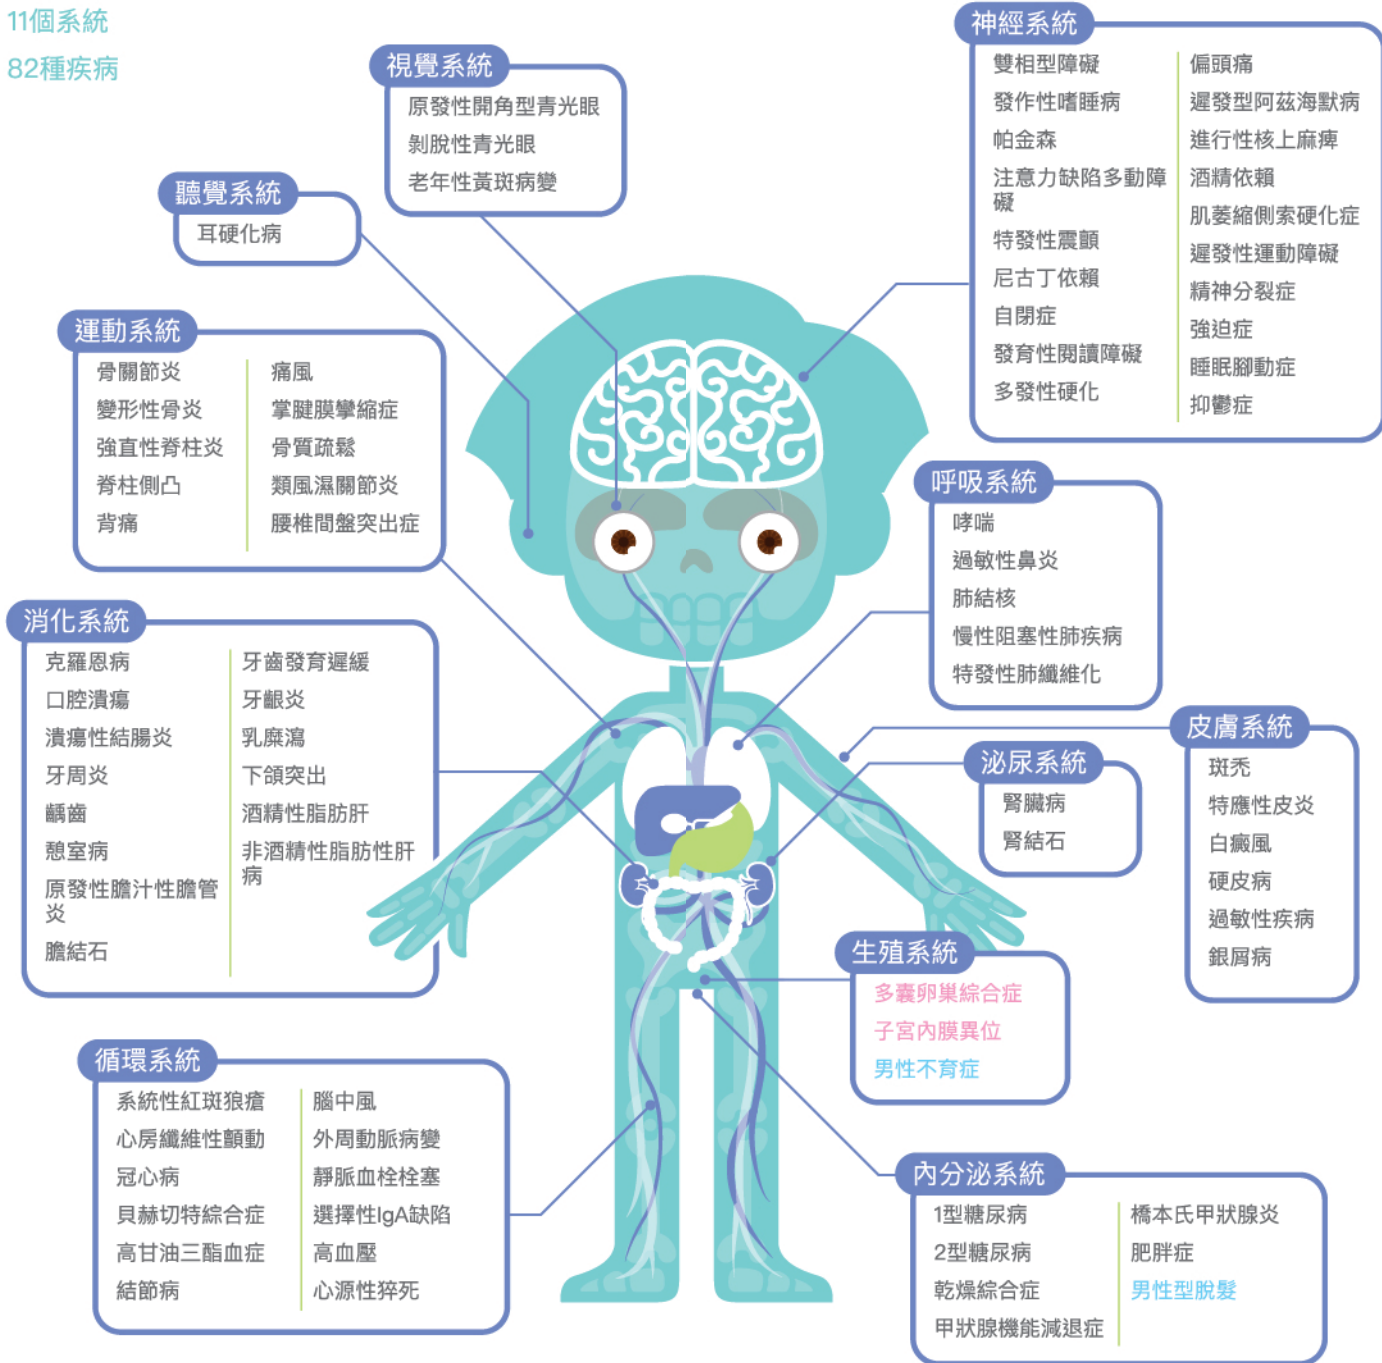 11個系統
82種疾病
視覺系統
原發性開角型青光眼
剝脫性青光眼
老年性黃斑病變
神經系統
雙相型障礙
發作性嗜睡病
帕金森
注意力缺陷多動障
礙
特發性震顫
尼古丁依賴
自閉症
發育性閱讀障礙
多發性硬化
偏頭痛
遲發型阿茲海默病
進行性核上麻痺
酒精依賴
肌萎縮側索硬化症
遲發性運動障礙
精神分裂症
強迫症
睡眠腳動症
抑鬱症
聽覺系統
耳硬化病
運動系統
骨關節炎
變形性骨炎
強直性脊柱炎
脊柱側凸
背痛
痛風
掌腱膜攣縮症
骨質疏鬆
類風濕關節炎
腰椎間盤突出症
呼吸系統
哮喘
過敏性鼻炎
肺結核
慢性阻塞性肺疾病
特發性肺纖維化
消化系統
克羅恩病
口腔潰瘍
潰瘍性結腸炎
牙周炎
齲齒
憩室病
原發性膽汁性膽管
炎
膽結石
牙齒發育遲緩
牙齦炎
乳糜瀉
下頜突出
酒精性脂肪肝
非酒精性脂肪性肝
病
皮膚系統
斑禿
特應性皮炎
白癜風
硬皮病
過敏性疾病
銀屑病
泌尿系統
腎臟病
腎結石
生殖系統
多囊卵巢綜合症
子宮內膜異位
男性不育症
循環系統
系統性紅斑狼瘡
心房纖維性顫動
冠心病
貝赫切特綜合症
高甘油三酯血症
結節病
腦中風
外周動脈病變
靜脈血栓栓塞
選擇性IgA缺陷
高血壓
心源性猝死
內分泌系統
1型糖尿病
2型糖尿病
乾燥綜合症
甲狀腺機能減退症
橋本氏甲狀腺炎
肥胖症
男性型脫髮